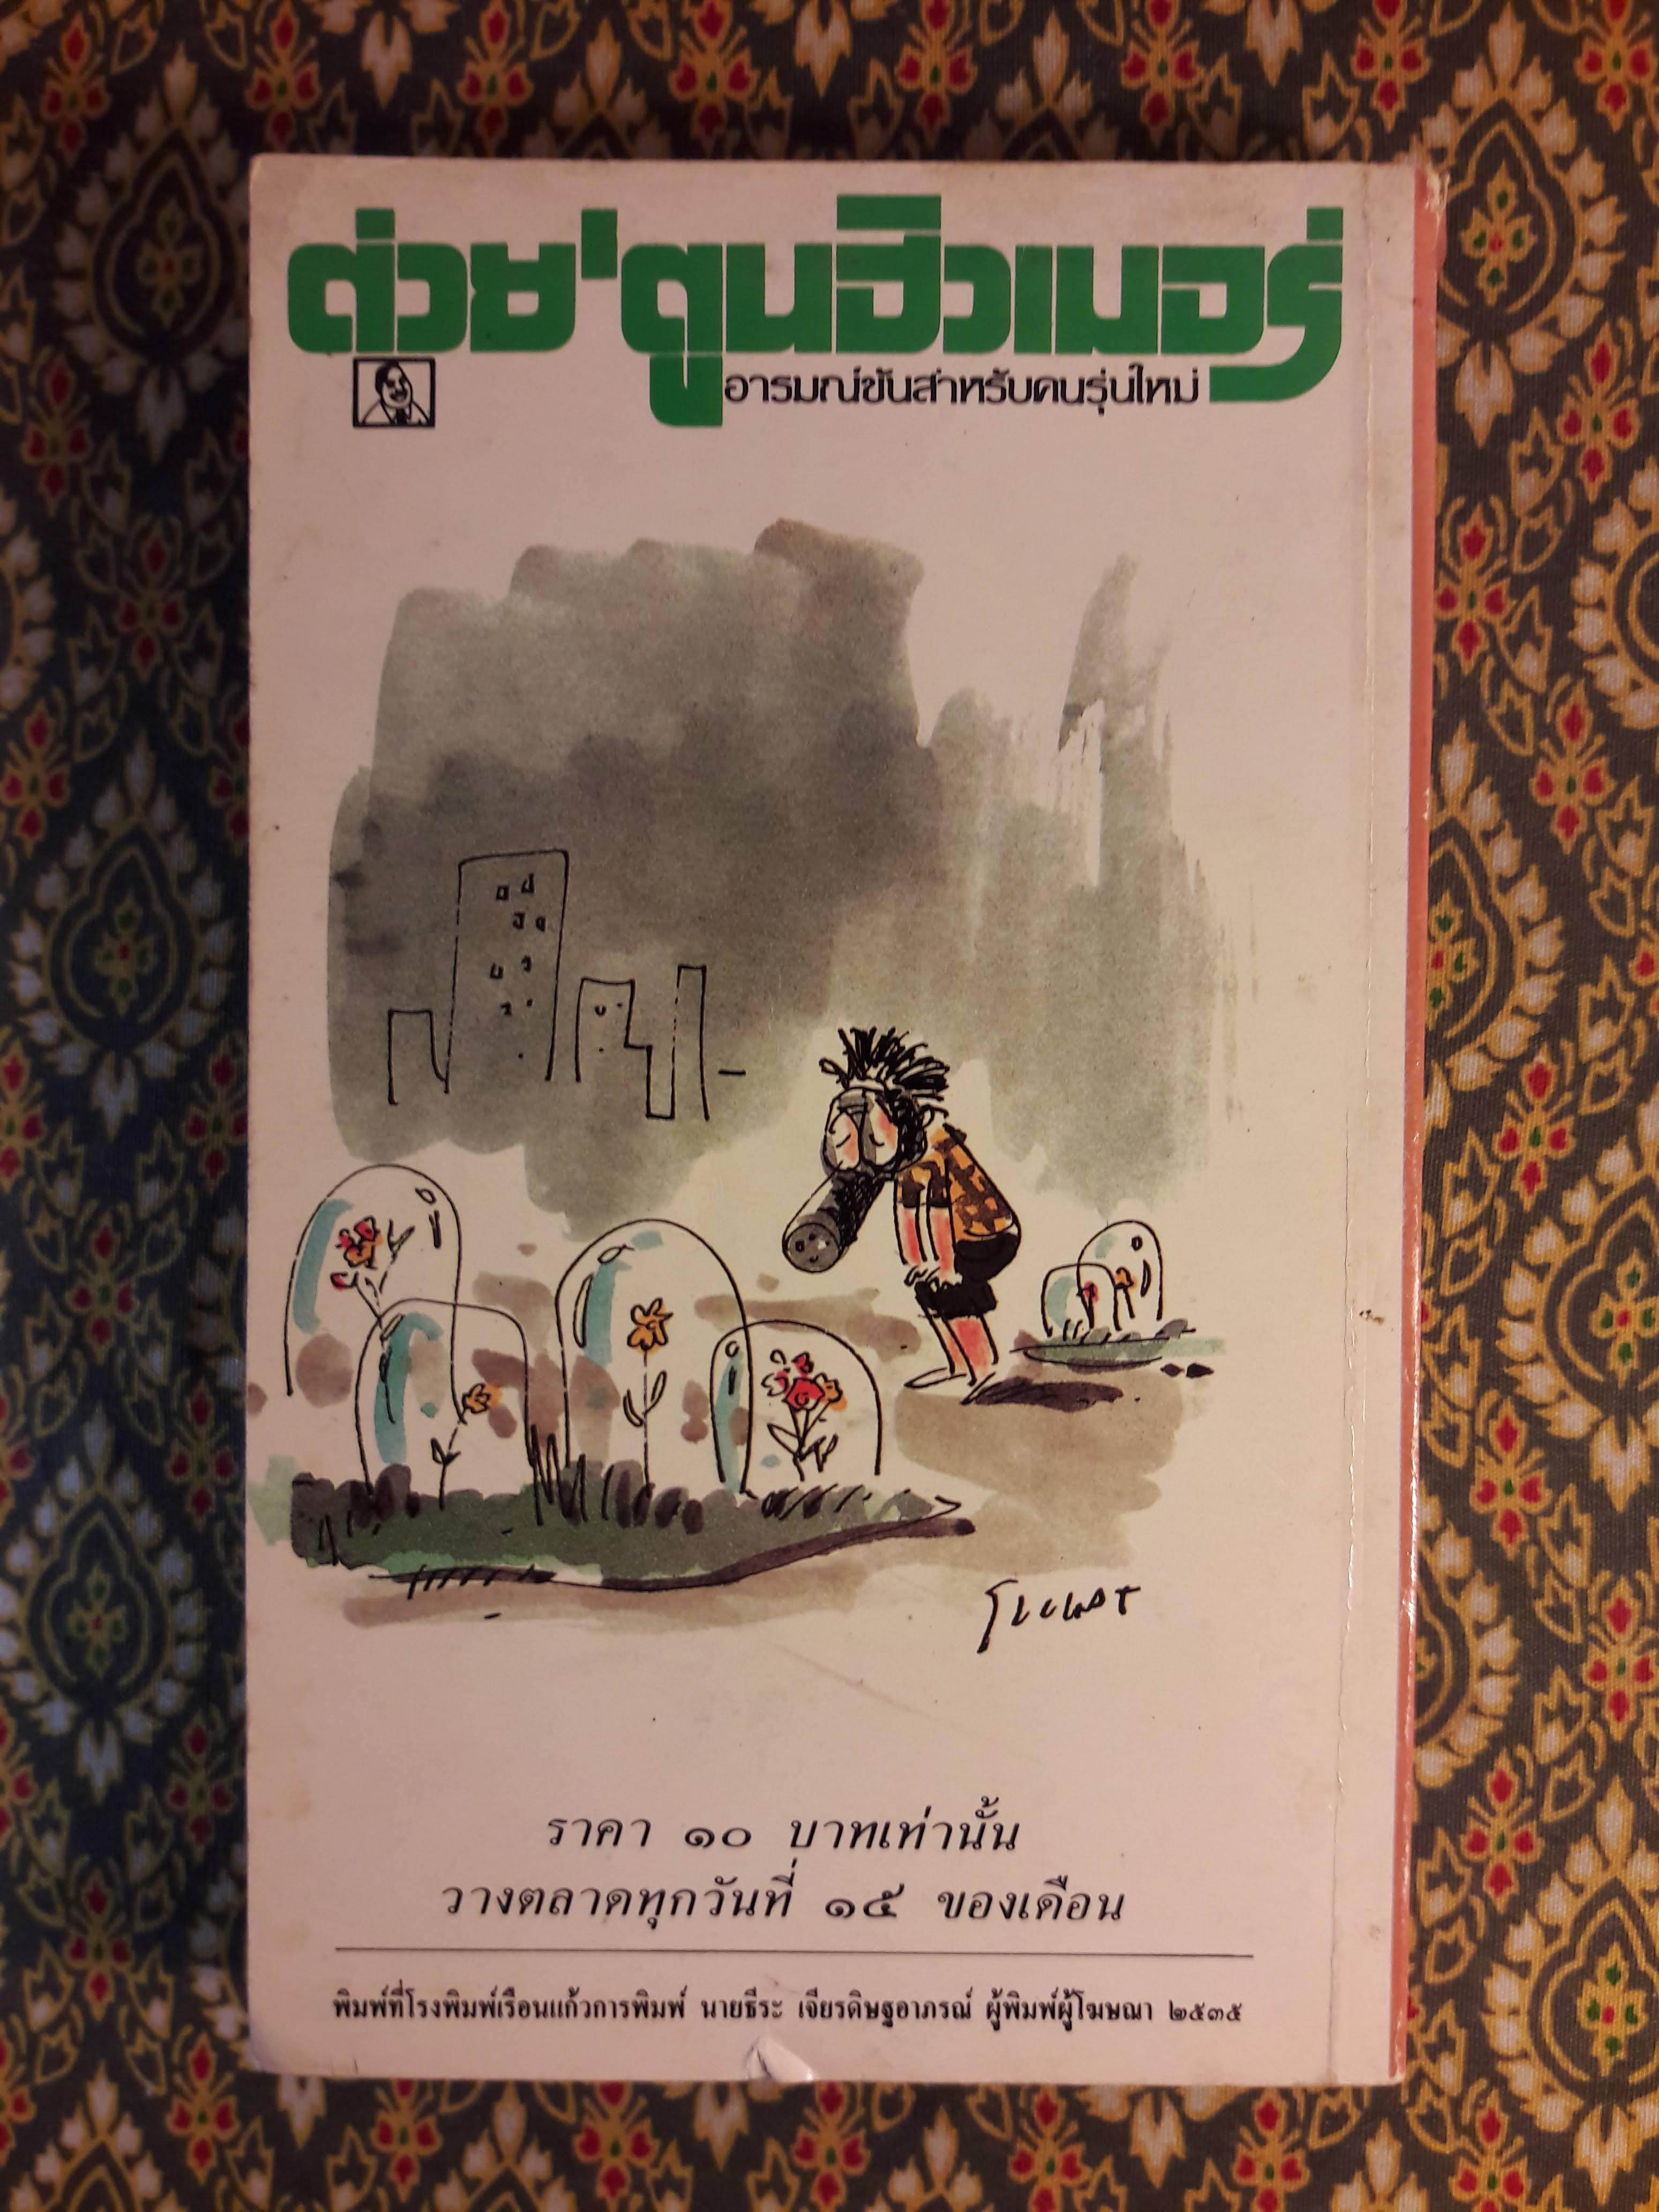 ต่วย'ตูนฮิวเมอร์
อารมณ์ขันสำหรับคนรุ่นใหม่
ราคา ๑๐ บาทเท่านั้น
วางตลาดทุกวันที่ ๑๕ ของเดือน
พิมพ์ที่โรงพิมพ์เรือนแก้วการพิมพ์ นายธีระ เจียรดิษฐอาภรณ์ ผู้พิมพ์ผู้โฆษณา ๒๕๓๕